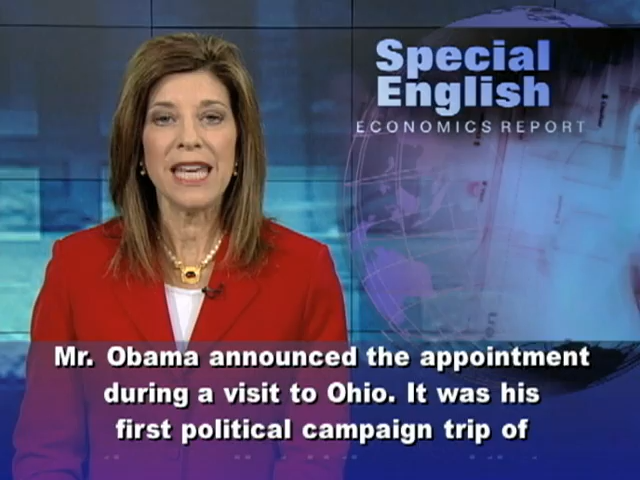 Special
English
ECONOMICS REPORT
Mr. Obama announced the appointment
during a visit to Ohio. It was his
first political campaign trip of